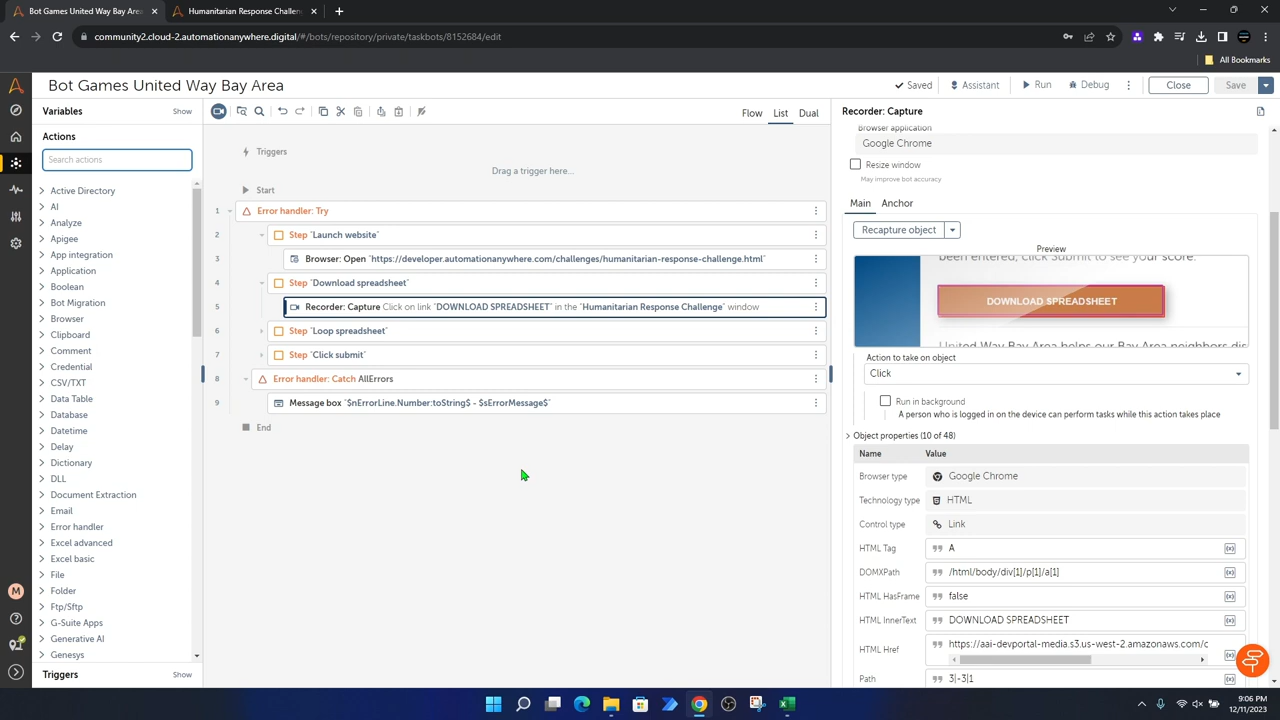 Bot Games United Way Bay Area
Humanitarian Response Challeng
community2.cloud-2.automationanywhere.digital/#/bots/repository/private/taskbots/8152684/edit
All Bookmarks
Bot Games United Way Bay Area
Saved
Assistant
Run
Debug
Close
Save
Variables
Show
Flow
List
Dual
Recorder: Capture
Actions
Search actions
Active Directory
AI
Analyze
Apigee
App integration
Application
Boolean
Bot Migration
Browser
Clipboard
Comment
Credential
CSV/TXT
Data Table
Database
Datetime
Delay
Dictionary
DLL
Document Extraction
Email
Error handler
Excel advanced
Excel basic
File
Folder
Ftp/Sftp
G-Suite Apps
Generative AI
Genesys
Triggers
Show
M
Triggers
Drag a trigger here...
Start
1 Error handler: Try
2 Step "Launch website"
3 Browser: Open "https://developer.automationanywhere.com/challenges/humanitarian-response-challenge.html"
4 Step "Download spreadsheet"
5 Recorder: Capture Click on link "DOWNLOAD SPREADSHEET" in the "Humanitarian Response Challenge" window
6 Step "Loop spreadsheet"
7 Step "Click submit"
8 Error handler: Catch AllErrors
9 Message box "$nErrorLine.Number:toString$ - $sErrorMessage$"
End
Browser application
Google Chrome
Resize window
May improve bot accuracy
Main
Anchor
Recapture object
Preview
been entered, click Submit to see your score.
DOWNLOAD SPREADSHEET
United Way Bay Area helps our Bay Area neighbors dis
Action to take on object
Click
Run in background
A person who is logged in on the device can perform tasks while this action takes place
Object properties (10 of 48)
Name Value
Browser type Google Chrome
Technology type HTML
Control type Link
HTML Tag A
DOMXPath /html/body/div[1]/p[1]/a[1]
HTML HasFrame false
HTML InnerText DOWNLOAD SPREADSHEET
HTML Href https://aai-devportal-media.s3.us-west-2.amazonaws.com/c
Path 3|-3|1
9:06 PM
12/11/2023